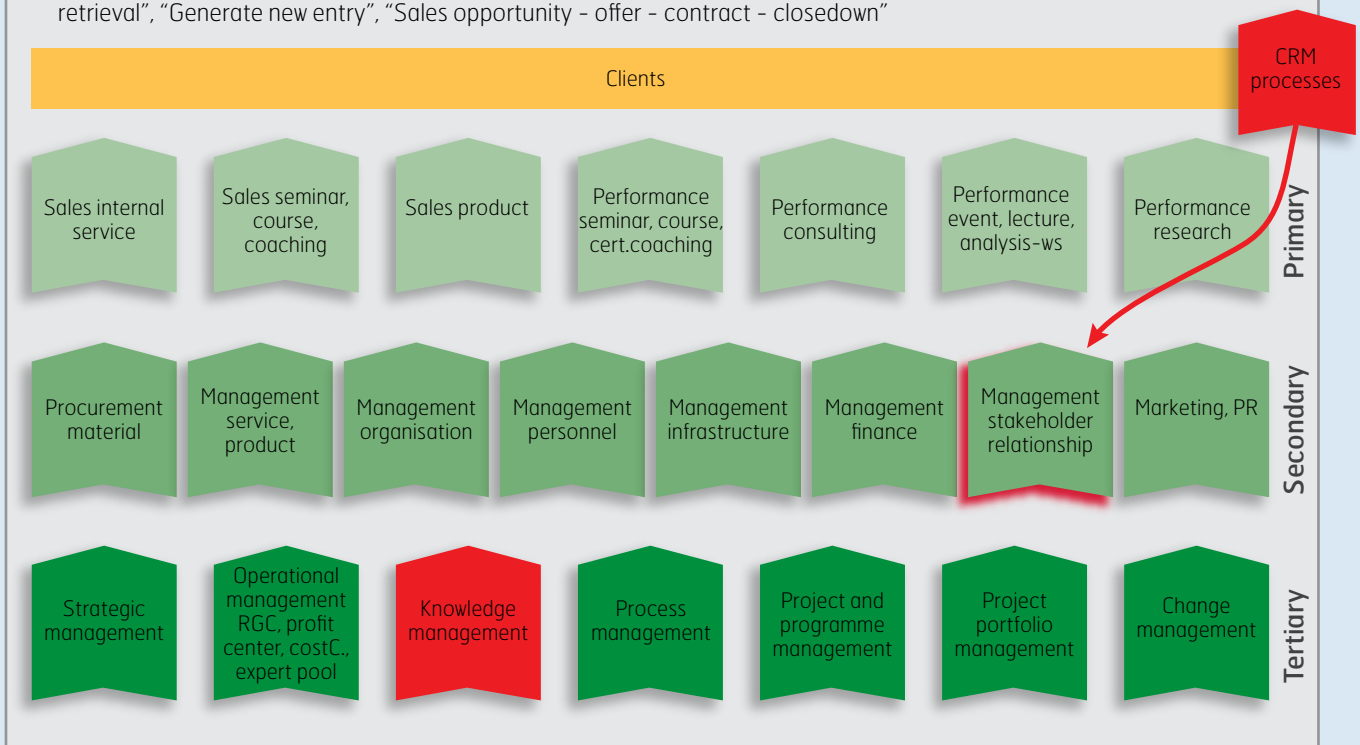 retrieval”, “Generate new entry”, “Sales opportunity – offer – contract – closedown”
Clients
CRM
processes
Sales internal
service
Sales seminar,
course,
coaching
Sales product
Performance
seminar, course,
cert.coaching
Performance
consulting
Performance
event, lecture,
analysis-ws
Performance
research
Primary
Procurement
material
Management
service,
product
Management
organisation
Management
personnel
Management
infrastructure
Management
finance
Management
stakeholder
relationship
Marketing, PR
Secondary
Strategic
management
Operational
management
RGC, profit
center, costC.,
expert pool
Knowledge
management
Process
management
Project and
programme
management
Project
portfolio
management
Change
management
Tertiary